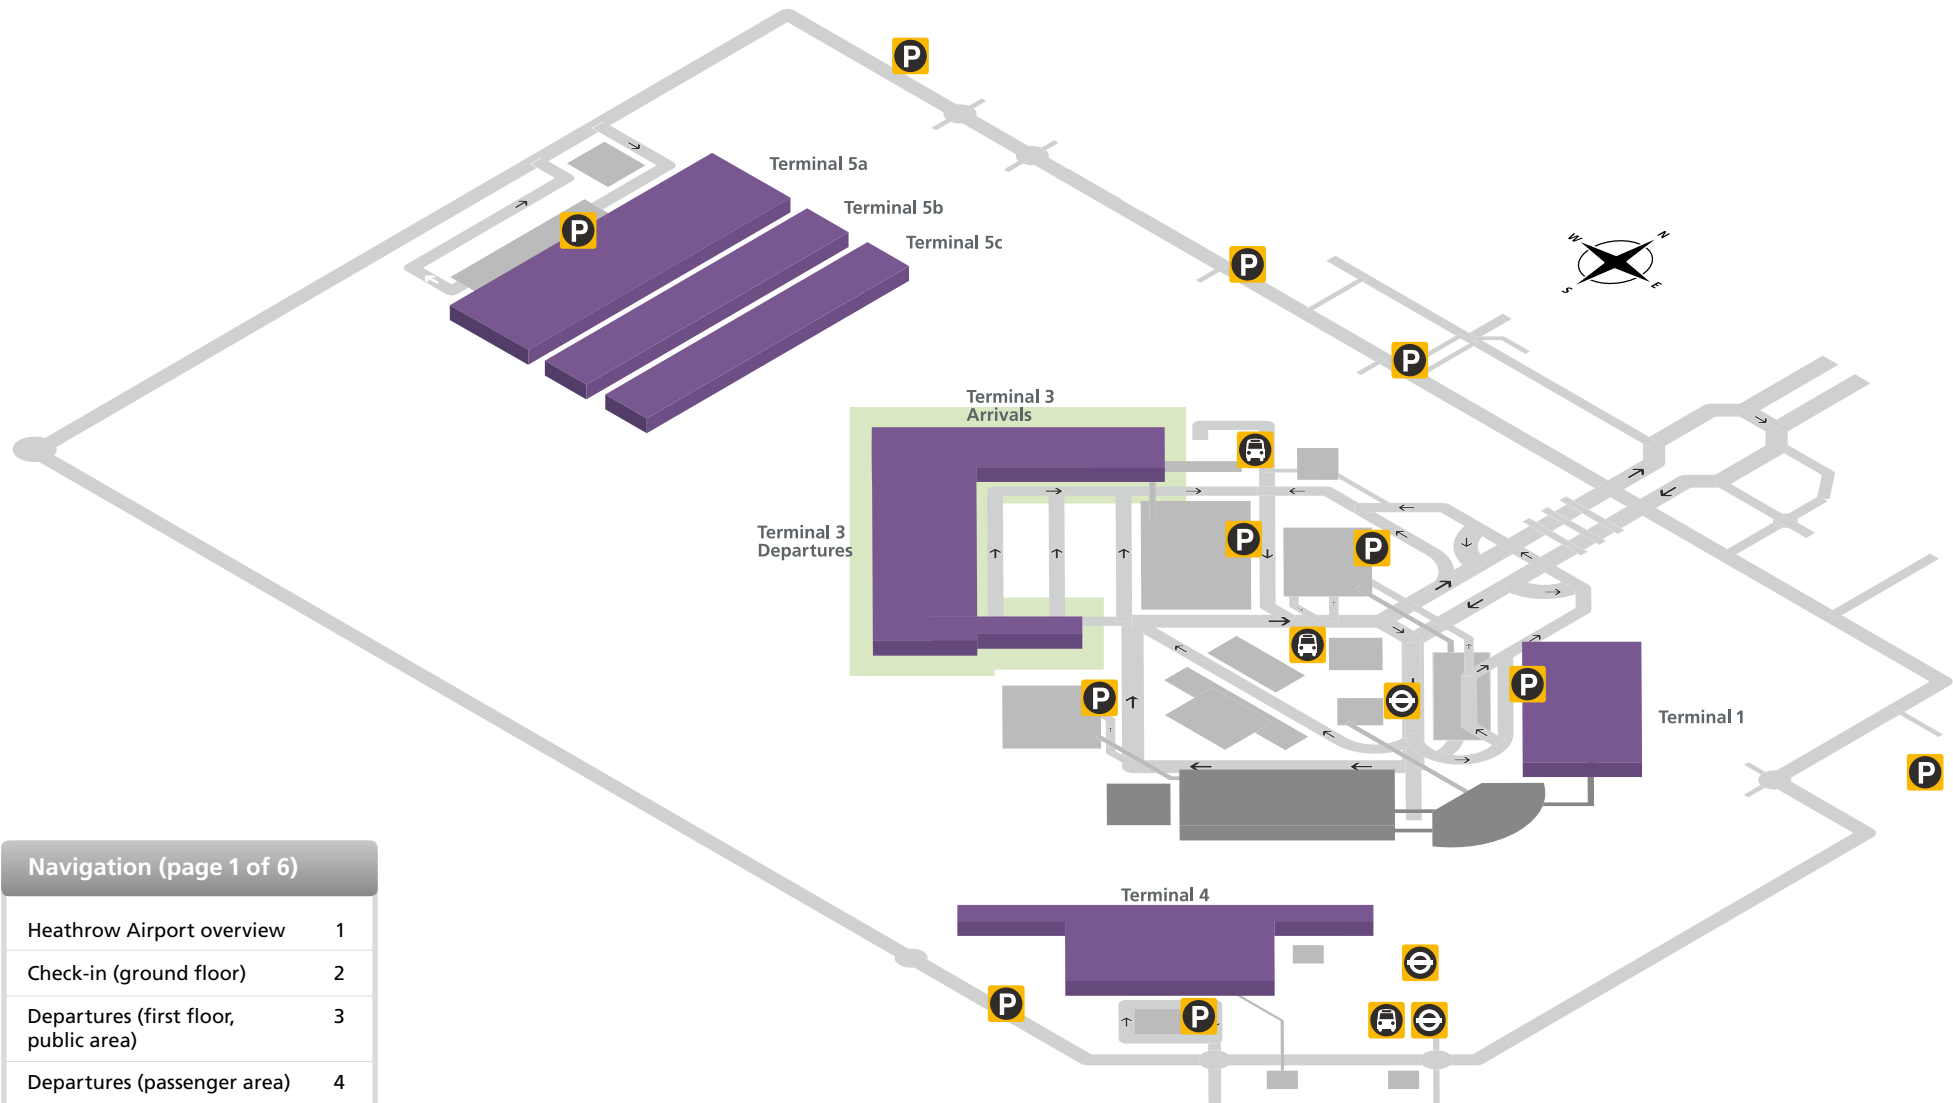 P
Terminal 5a
Terminal 5b
P
Terminal 5c
W
N
S
E
P
P
Terminal 3
Arrivals
Terminal 3
Departures
P
P
P
P
Terminal 1
P
Terminal 4
P
P
Navigation (page 1 of 6)
Heathrow Airport overview 1
Check-in (ground floor) 2
Departures (first floor, 3
public area)
Departures (passenger area) 4